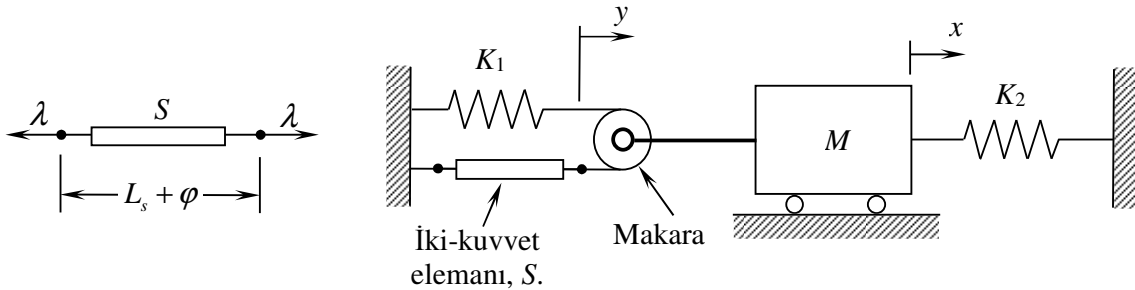 λ
S
λ
L_s + φ
K₁
y
x
K₂
M
İki-kuvvet
elemanı, S.
Makara